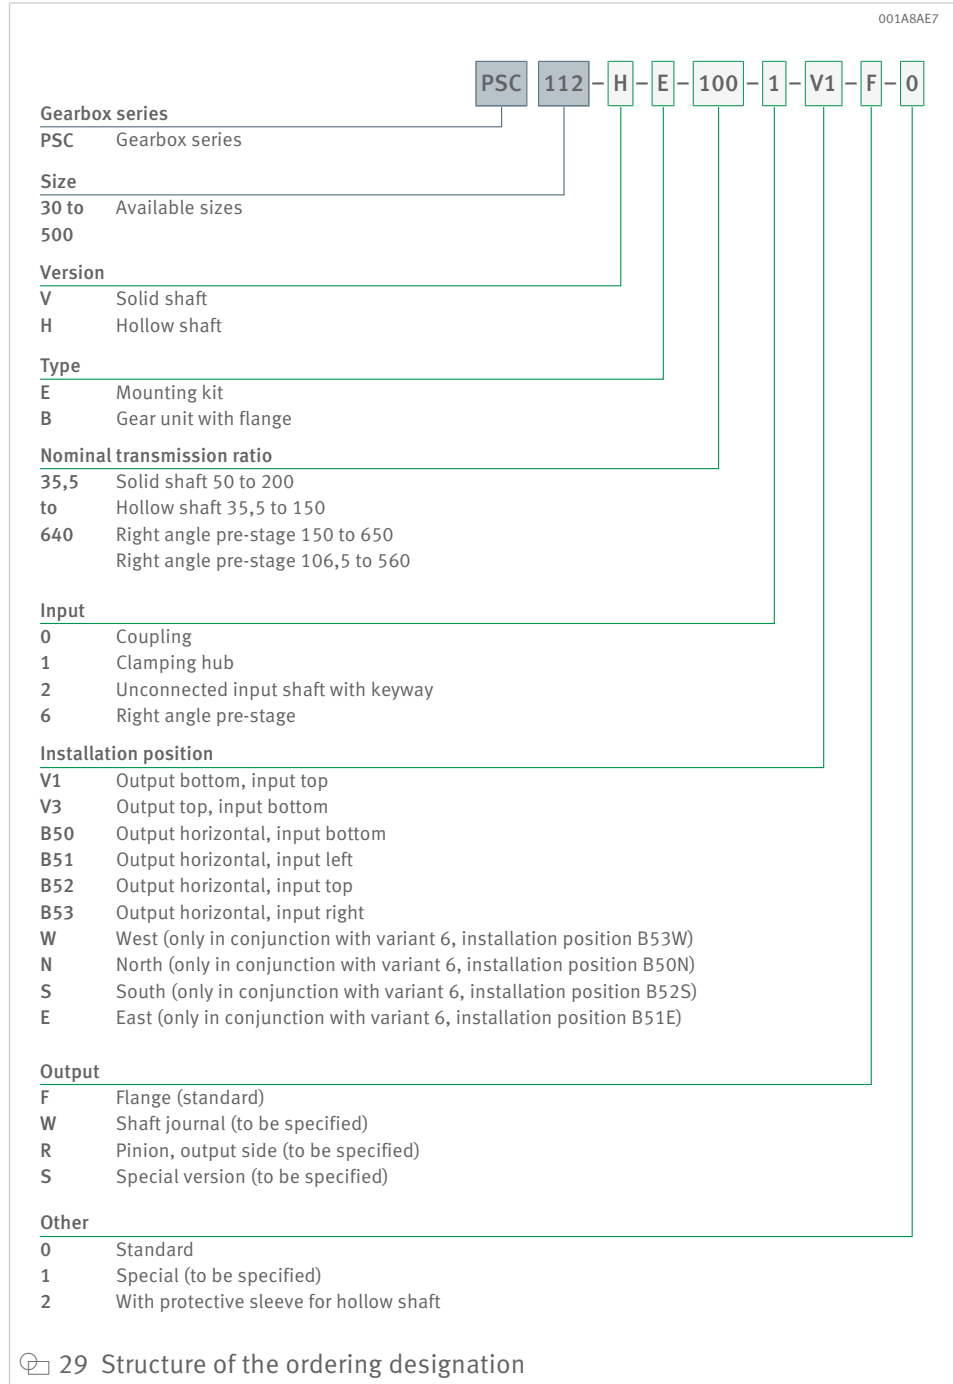 001A8AE7
PSC 112 – H – E – 100 – 1 – V1 – F – 0
Gearbox series
PSC Gearbox series
Size
30 to Available sizes
500
Version
V Solid shaft
H Hollow shaft
Type
E Mounting kit
B Gear unit with flange
Nominal transmission ratio
35,5 Solid shaft 50 to 200
to Hollow shaft 35,5 to 150
640 Right angle pre-stage 150 to 650
Right angle pre-stage 106,5 to 560
Input
0 Coupling
1 Clamping hub
2 Unconnected input shaft with keyway
6 Right angle pre-stage
Installation position
V1 Output bottom, input top
V3 Output top, input bottom
B50 Output horizontal, input bottom
B51 Output horizontal, input left
B52 Output horizontal, input top
B53 Output horizontal, input right
W West (only in conjunction with variant 6, installation position B53W)
N North (only in conjunction with variant 6, installation position B50N)
S South (only in conjunction with variant 6, installation position B52S)
E East (only in conjunction with variant 6, installation position B51E)
Output
F Flange (standard)
W Shaft journal (to be specified)
R Pinion, output side (to be specified)
S Special version (to be specified)
Other
0 Standard
1 Special (to be specified)
2 With protective sleeve for hollow shaft
29 Structure of the ordering designation